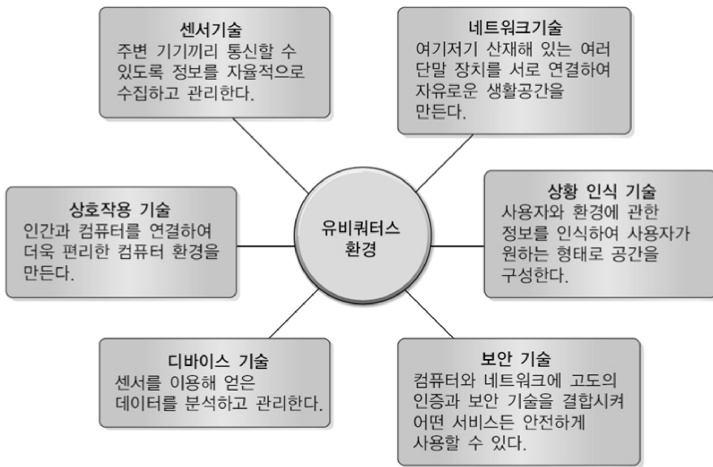 센서기술
주변 기기끼리 통신할 수
있도록 정보를 자율적으로
수집하고 관리한다.
네트워크기술
여기저기 산재해 있는 여러
단말 장치를 서로 연결하여
자유로운 생활공간을
만든다.
상호작용 기술
인간과 컴퓨터를 연결하여
더욱 편리한 컴퓨터 환경을
만든다.
유비쿼터스
환경
상황 인식 기술
사용자와 환경에 관한
정보를 인식하여 사용자가
원하는 형태로 공간을
구성한다.
디바이스 기술
센서를 이용해 얻은
데이터를 분석하고 관리한다.
보안 기술
컴퓨터와 네트워크에 고도의
인증과 보안 기술을 결합시켜
어떤 서비스든 안전하게
사용할 수 있다.